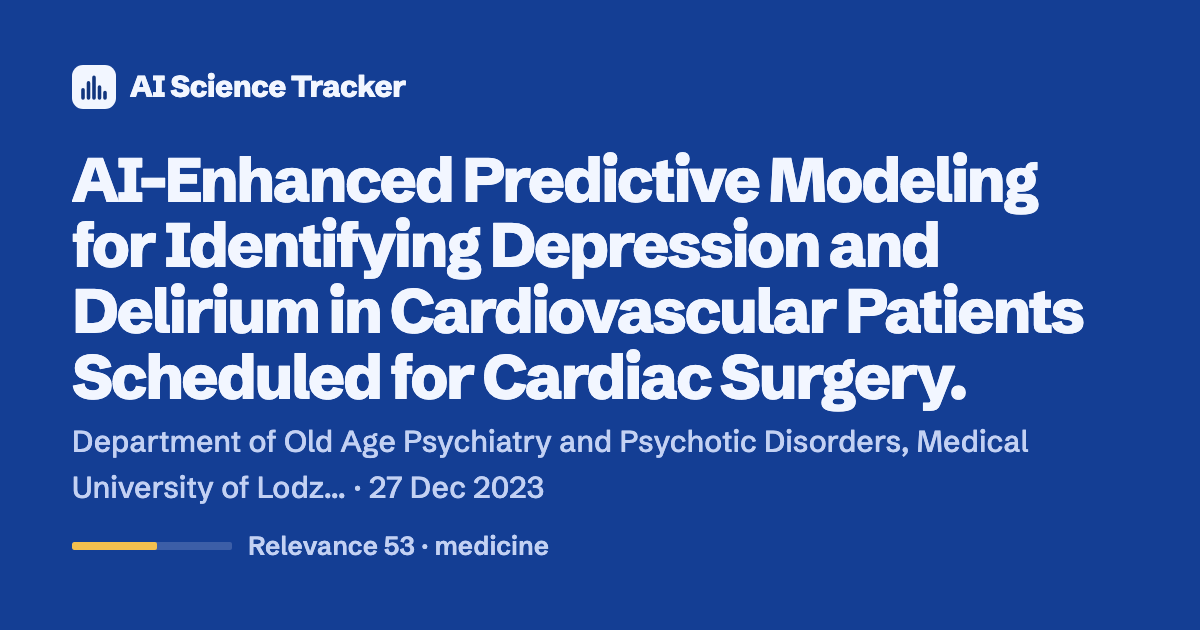 AI Science Tracker
AI-Enhanced Predictive Modeling
for Identifying Depression and
Delirium in Cardiovascular Patients
Scheduled for Cardiac Surgery.
Department of Old Age Psychiatry and Psychotic Disorders, Medical
University of Lodz... · 27 Dec 2023
Relevance 53 · medicine